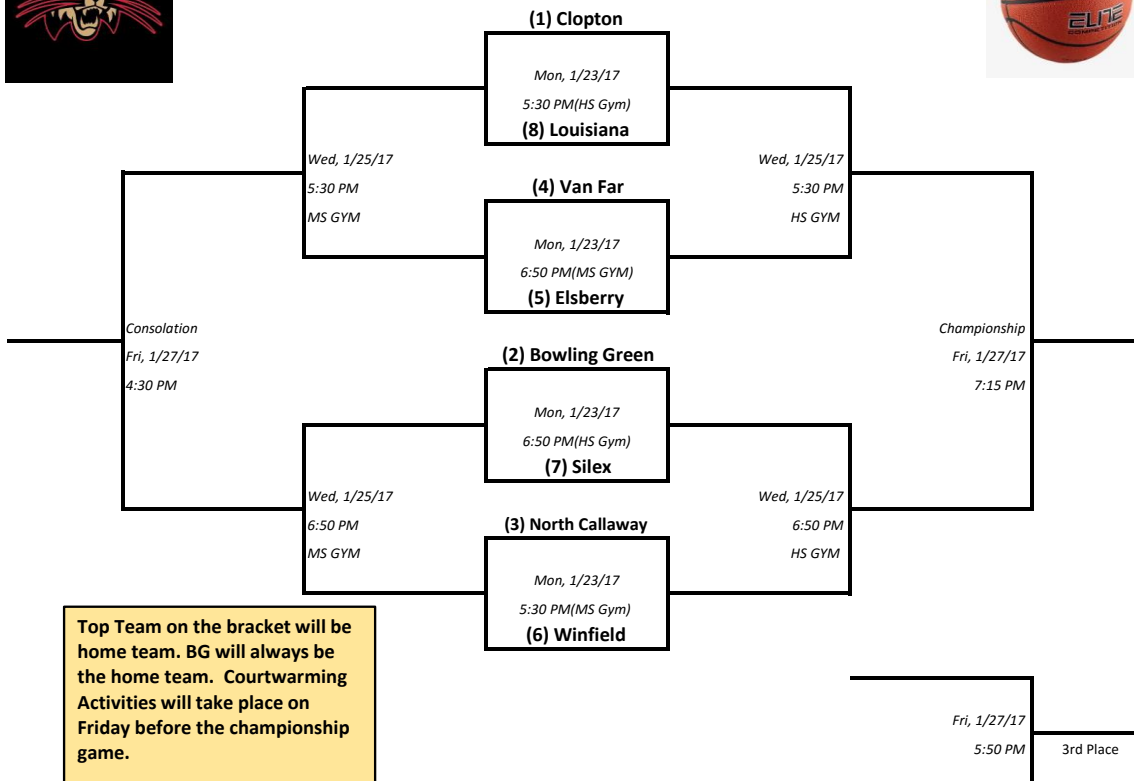 (1) Clopton
ELITE
COMPETITION
Mon, 1/23/17
5:30 PM(HS Gym)
(8) Louisiana
Wed, 1/25/17
5:30 PM
MS GYM
Wed, 1/25/17
5:30 PM
HS GYM
(4) Van Far
Mon, 1/23/17
6:50 PM(MS GYM)
(5) Elsberry
Consolation
Fri, 1/27/17
4:30 PM
Championship
Fri, 1/27/17
7:15 PM
(2) Bowling Green
Mon, 1/23/17
6:50 PM(HS Gym)
(7) Silex
Wed, 1/25/17
6:50 PM
MS GYM
Wed, 1/25/17
6:50 PM
HS GYM
(3) North Callaway
Mon, 1/23/17
5:30 PM(MS Gym)
(6) Winfield
Top Team on the bracket will be
home team. BG will always be
the home team. Courtwarming
Activities will take place on
Friday before the championship
game.
Fri, 1/27/17
5:50 PM
3rd Place